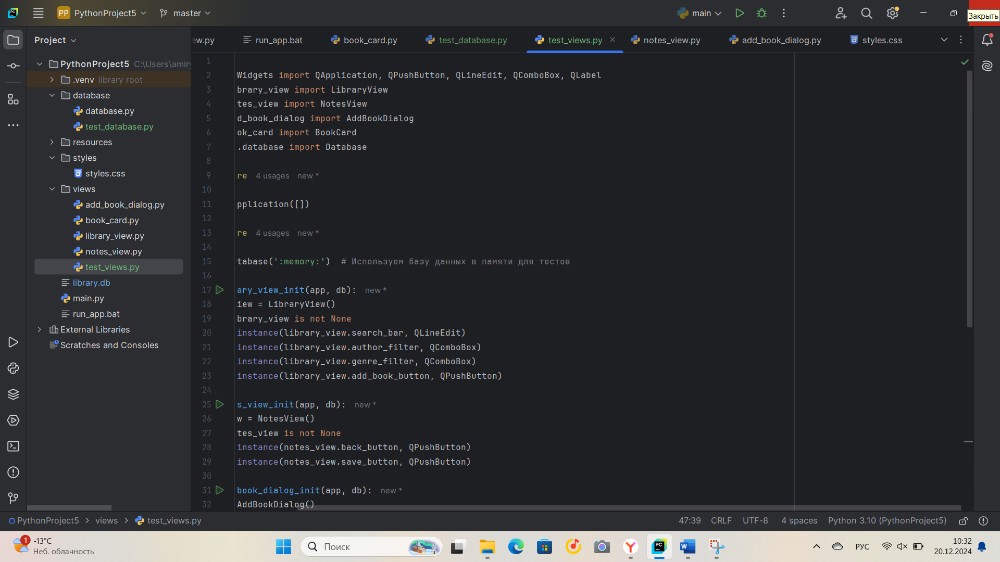 PP PythonProject5 master main Закрыть
Project
ew.py run_app.bat book_card.py test_database.py test_views.py notes_view.py add_book_dialog.py styles.css
PythonProject5 C:\Users\amiry
.venv library root
database
database.py
test_database.py
resources
styles
styles.css
views
add_book_dialog.py
book_card.py
library_view.py
notes_view.py
test_views.py
library.db
main.py
run_app.bat
External Libraries
Scratches and Consoles
1
2 Widgets import QApplication, QPushButton, QLineEdit, QComboBox, QLabel
3 brary_view import LibraryView
4 tes_view import NotesView
5 d_book_dialog import AddBookDialog
6 ok_card import BookCard
7 .database import Database
8
9 re 4 usages new *
10
11 pplication([])
12
13 re 4 usages new *
14
15 tabase(':memory:') # Используем базу данных в памяти для тестов
16
17 ary_view_init(app, db): new *
18 iew = LibraryView()
19 brary_view is not None
20 instance(library_view.search_bar, QLineEdit)
21 instance(library_view.author_filter, QComboBox)
22 instance(library_view.genre_filter, QComboBox)
23 instance(library_view.add_book_button, QPushButton)
24
25 s_view_init(app, db): new *
26 w = NotesView()
27 tes_view is not None
28 instance(notes_view.back_button, QPushButton)
29 instance(notes_view.save_button, QPushButton)
30
31 book_dialog_init(app, db): new *
32 AddBookDialog()
PythonProject5 > views > test_views.py 47:39 CRLF UTF-8 4 spaces Python 3.10 (PythonProject5)
1 -13°C
Неб. облачность
Поиск
РУС
10:32
20.12.2024